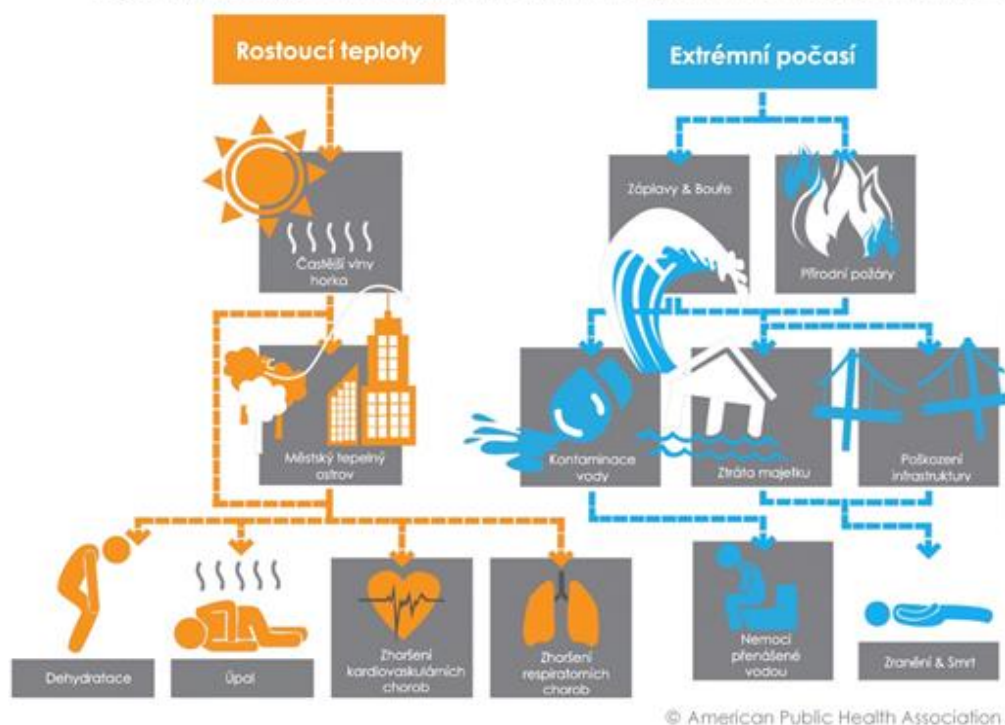 Rostoucí teploty
Extrémní počasí
Záplavy & Bouře
Častější vlny
horka
Přírodní požáry
°C
Městský tepelný
ostrov
Kontaminace
vody
Ztráta majetku
Poškození
infrastruktury
Dehydratace
Úpal
Zhoršení
kardiovaskulárních
chorob
Zhoršení
respiratorních
chorob
Nemoci
přenášené
vodou
Zranění & Smrt
© American Public Health Association